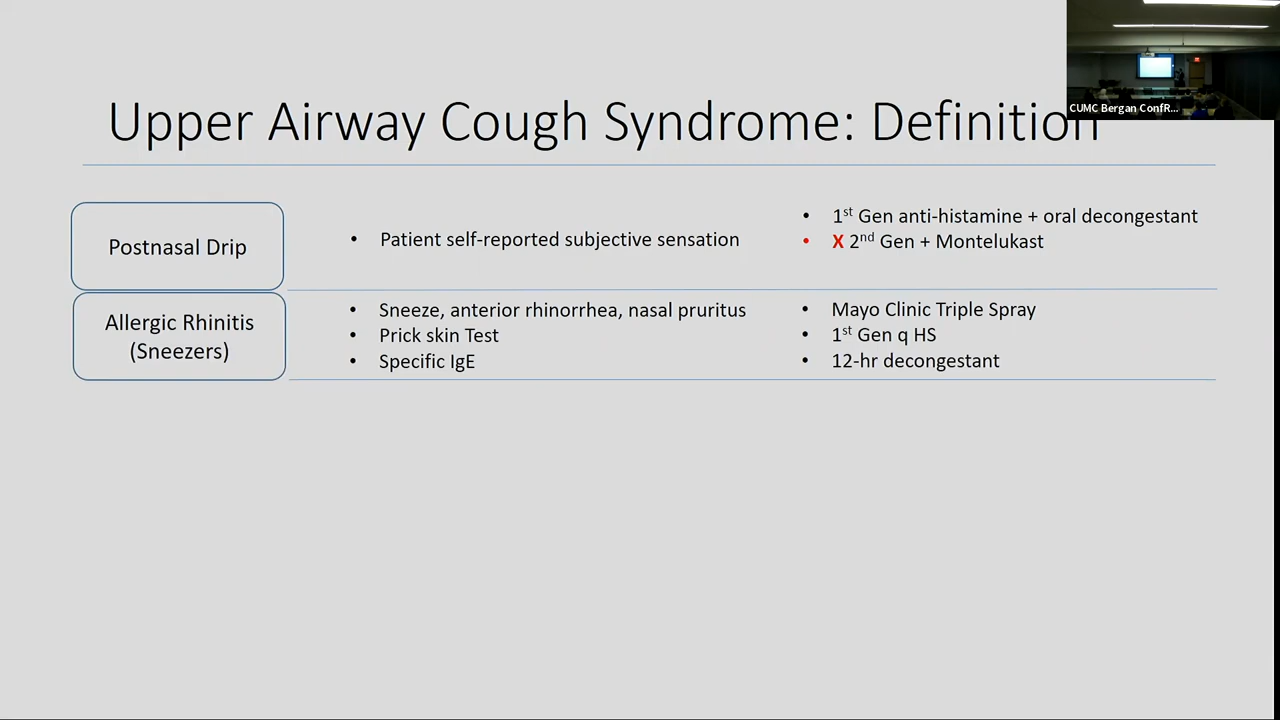 Upper Airway Cough Syndrome: Definition
CUMC Bergan ConfR...
Postnasal Drip
• Patient self-reported subjective sensation
• 1st Gen anti-histamine + oral decongestant
• X 2nd Gen + Montelukast
Allergic Rhinitis
(Sneezers)
• Sneeze, anterior rhinorrhea, nasal pruritus
• Prick skin Test
• Specific IgE
• Mayo Clinic Triple Spray
• 1st Gen q HS
• 12-hr decongestant